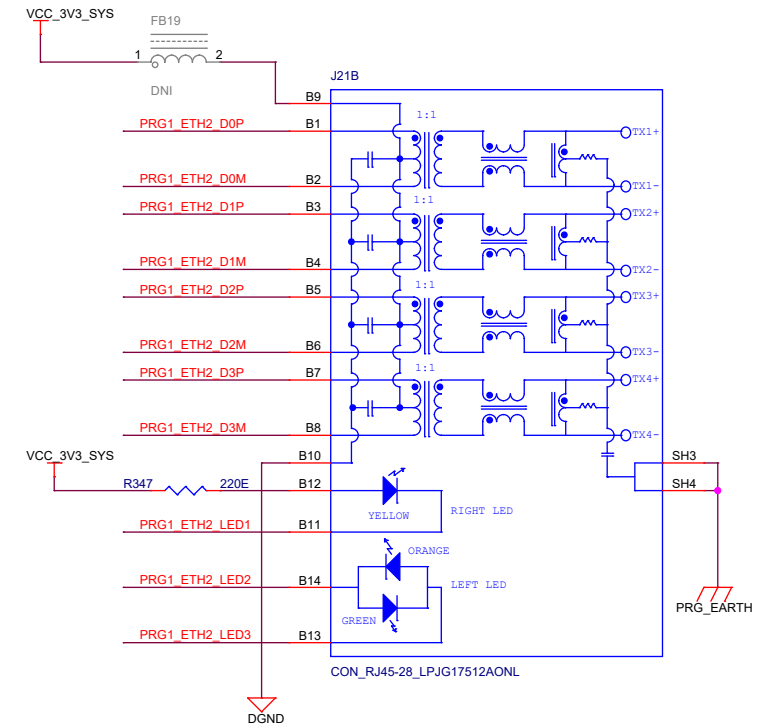 VCC_3V3_SYS
FB19
1
2
DNI
J21B
B9
1:1
PRG1_ETH2_D0P
B1
TX1+
PRG1_ETH2_D0M
B2
TX1-
1:1
PRG1_ETH2_D1P
B3
TX2+
PRG1_ETH2_D1M
B4
TX2-
1:1
PRG1_ETH2_D2P
B5
TX3+
PRG1_ETH2_D2M
B6
TX3-
1:1
PRG1_ETH2_D3P
B7
TX4+
PRG1_ETH2_D3M
B8
TX4-
VCC_3V3_SYS
B10
SH3
R347
220E
B12
SH4
YELLOW
RIGHT LED
PRG1_ETH2_LED1
B11
ORANGE
PRG1_ETH2_LED2
B14
LEFT LED
GREEN
PRG_EARTH
PRG1_ETH2_LED3
B13
CON_RJ45-28_LPJG17512AONL
DGND